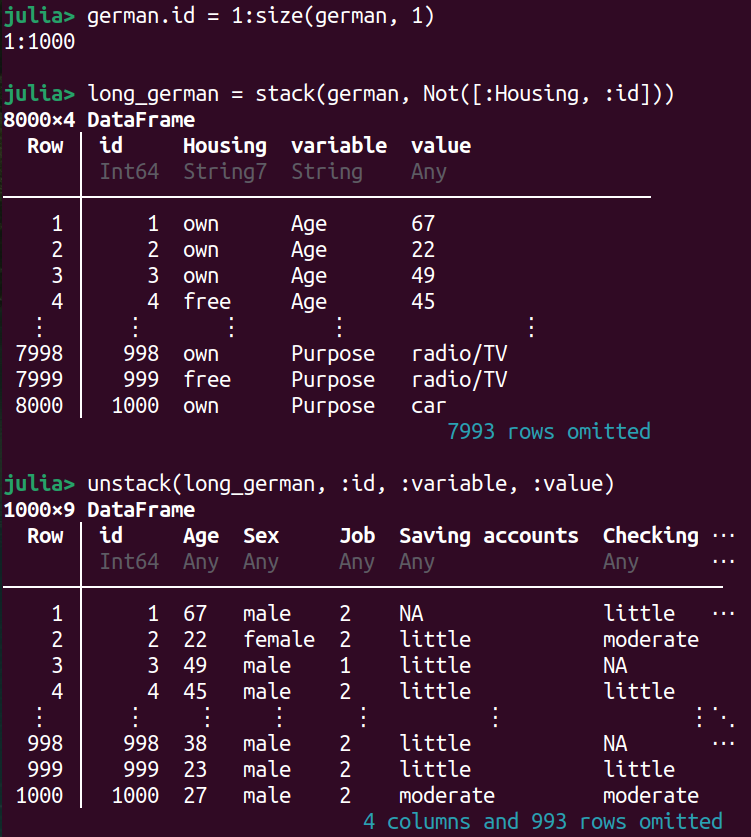 julia> german.id = 1:size(german, 1)
1:1000
julia> long_german = stack(german, Not([:Housing, :id]))
8000×4 DataFrame
Row │ id Housing variable value
│ Int64 String7 String Any
1 │ 1 own Age 67
2 │ 2 own Age 22
3 │ 3 own Age 49
4 │ 4 free Age 45
⋮ │ ⋮ ⋮ ⋮ ⋮
7998 │ 998 own Purpose radio/TV
7999 │ 999 free Purpose radio/TV
8000 │ 1000 own Purpose car
7993 rows omitted
julia> unstack(long_german, :id, :variable, :value)
1000×9 DataFrame
Row │ id Age Sex Job Saving accounts Checking ⋯
│ Int64 Any Any Any Any Any ⋯
1 │ 1 67 male 2 NA little ⋯
2 │ 2 22 female 2 little moderate
3 │ 3 49 male 1 little NA
4 │ 4 45 male 2 little little
⋮ │ ⋮ ⋮ ⋮ ⋮ ⋮ ⋮ ⋱
998 │ 998 38 male 2 little NA ⋯
999 │ 999 23 male 2 little little
1000 │ 1000 27 male 2 moderate moderate
4 columns and 993 rows omitted